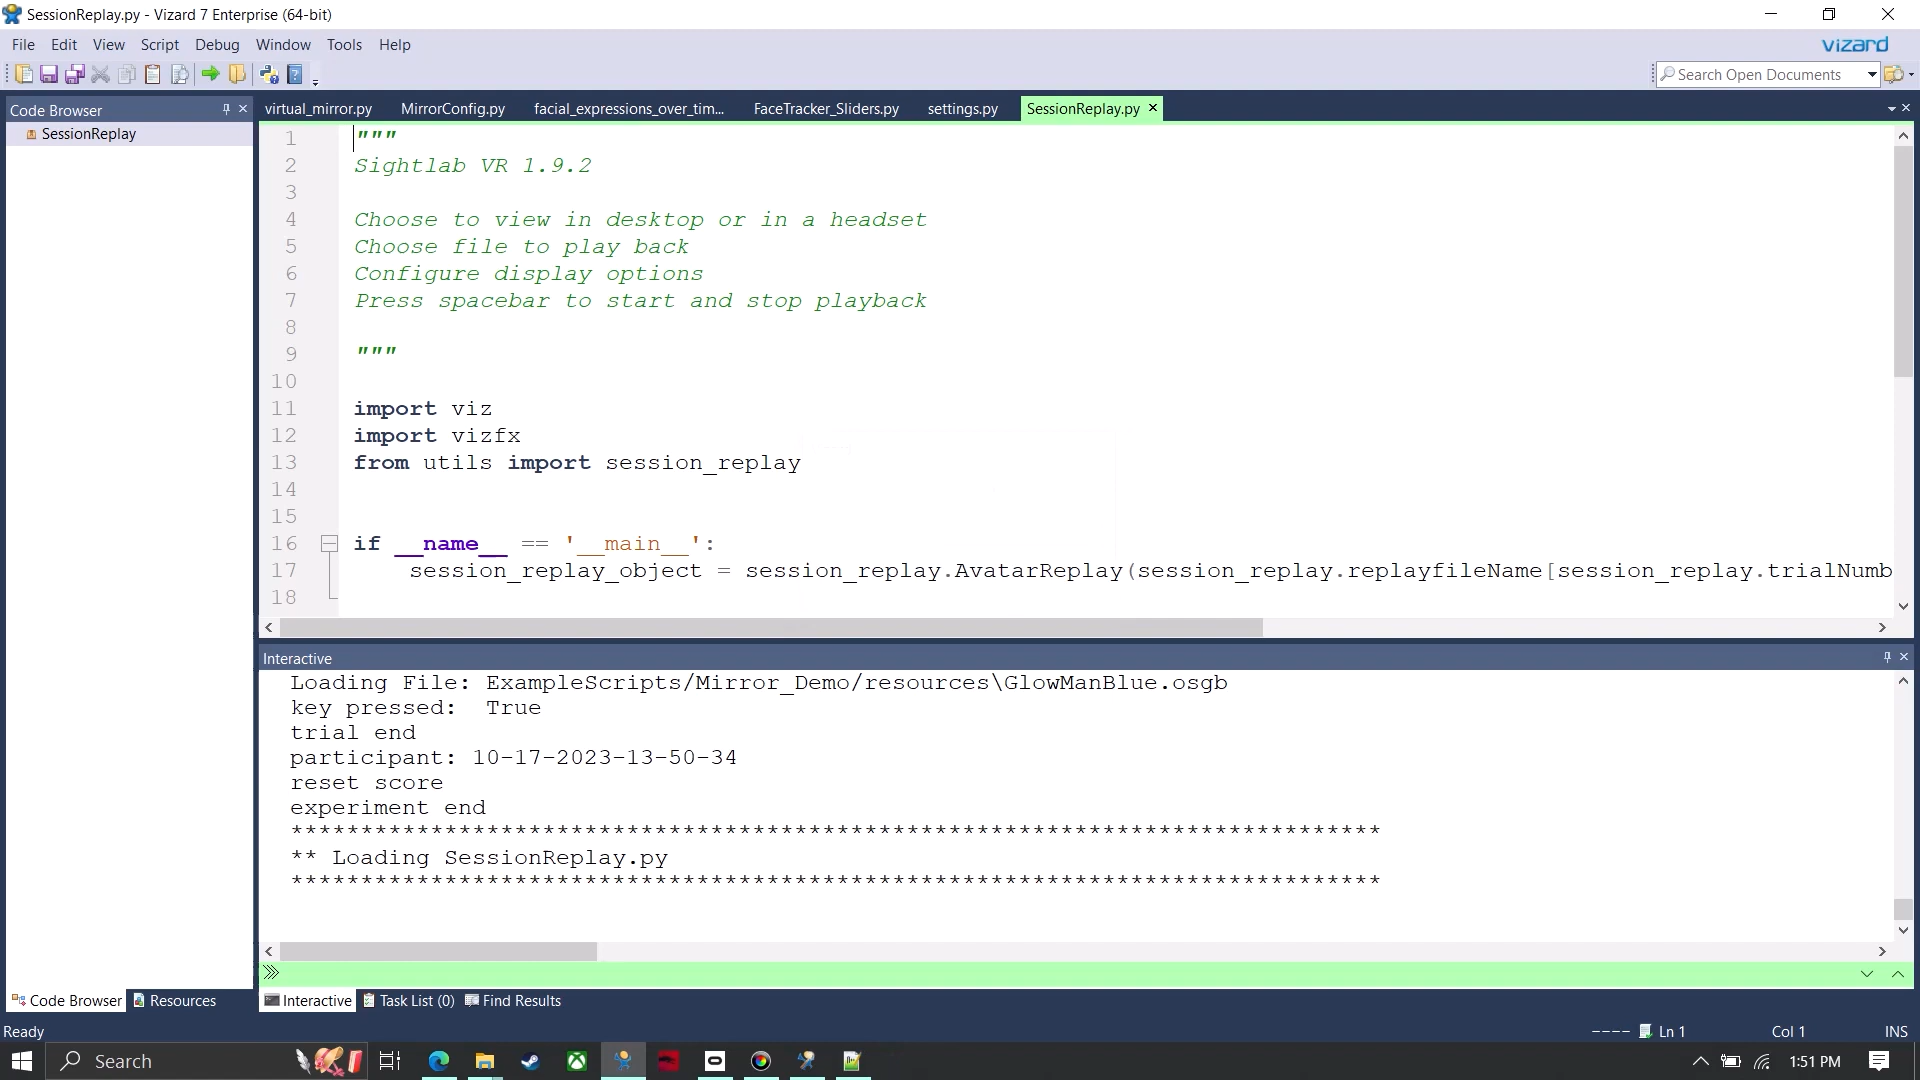 SessionReplay.py - Vizard 7 Enterprise (64-bit)
File Edit View Script Debug Window Tools Help
vizard
Search Open Documents
Code Browser
virtual_mirror.py MirrorConfig.py facial_expressions_over_tim... FaceTracker_Sliders.py settings.py SessionReplay.py
SessionReplay
1 """
2 Sightlab VR 1.9.2
3
4 Choose to view in desktop or in a headset
5 Choose file to play back
6 Configure display options
7 Press spacebar to start and stop playback
8
9 """
10
11 import viz
12 import vizfx
13 from utils import session_replay
14
15
16 if __name__ == '__main__':
17 session_replay_object = session_replay.AvatarReplay(session_replay.replayfileName[session_replay.trialNumb
18
Interactive
Loading File: ExampleScripts/Mirror_Demo/resources\GlowManBlue.osgb
key pressed: True
trial end
participant: 10-17-2023-13-50-34
reset score
experiment end
******************************************************************************
** Loading SessionReplay.py
******************************************************************************
Code Browser Resources Interactive Task List (0) Find Results
Ready ---- Ln 1 Col 1 INS
Search 1:51 PM